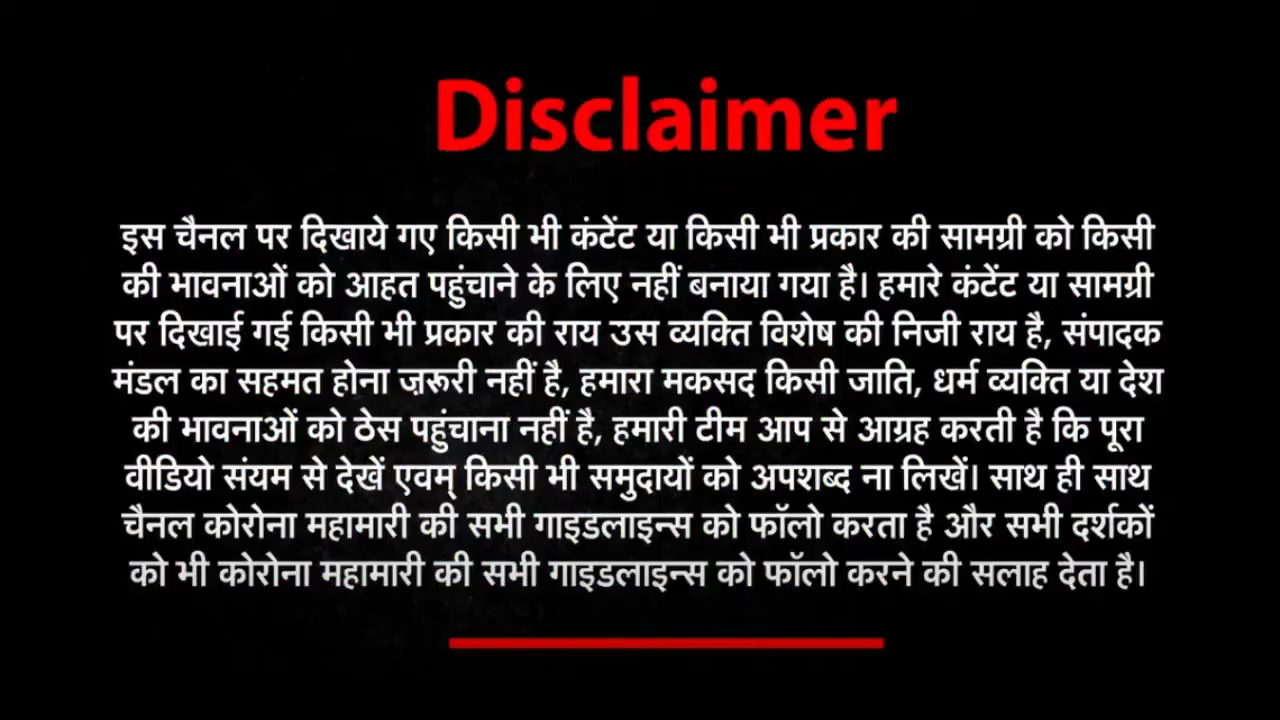 Disclaimer
इस चैनल पर दिखाये गए किसी भी कंटेंट या किसी भी प्रकार की सामग्री को किसी
की भावनाओं को आहत पहुंचाने के लिए नहीं बनाया गया है। हमारे कंटेंट या सामग्री
पर दिखाई गई किसी भी प्रकार की राय उस व्यक्ति विशेष की निजी राय है, संपादक
मंडल का सहमत होना ज़रूरी नहीं है, हमारा मकसद किसी जाति, धर्म व्यक्ति या देश
की भावनाओं को ठेस पहुंचाना नहीं है, हमारी टीम आप से आग्रह करती है कि पूरा
वीडियो संयम से देखें एवम् किसी भी समुदायों को अपशब्द ना लिखें। साथ ही साथ
चैनल कोरोना महामारी की सभी गाइडलाइन्स को फॉलो करता है और सभी दर्शकों
को भी कोरोना महामारी की सभी गाइडलाइन्स को फॉलो करने की सलाह देता है।